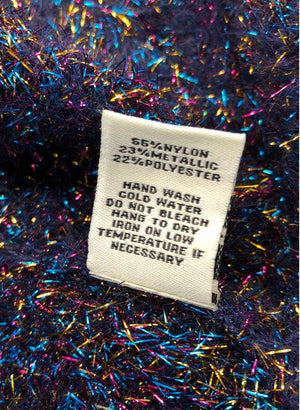 55%NYLON
23%METALLIC
22%POLYESTER
HAND WASH
COLD WATER
DO NOT BLEACH
HANG TO DRY
IRON ON LOW
TEMPERATURE IF
NECESSARY